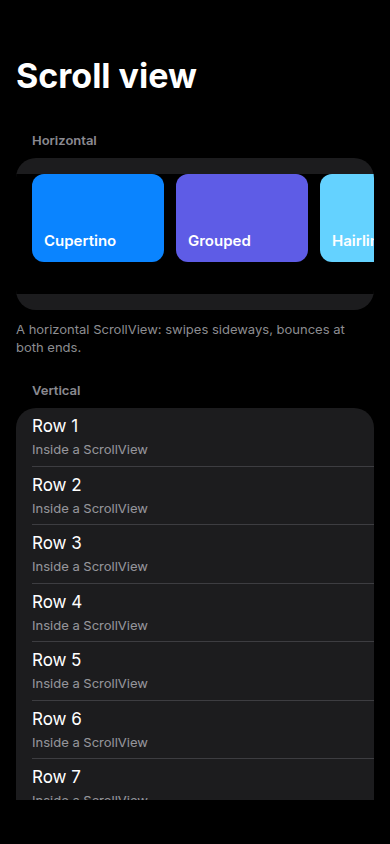 Scroll view
Horizontal
Cupertino
Grouped
A horizontal ScrollView: swipes sideways, bounces at
both ends.
Vertical
Row 1
Inside a ScrollView
Row 2
Inside a ScrollView
Row 3
Inside a ScrollView
Row 4
Inside a ScrollView
Row 5
Inside a ScrollView
Row 6
Inside a ScrollView
Row 7
Inside a ScrollView